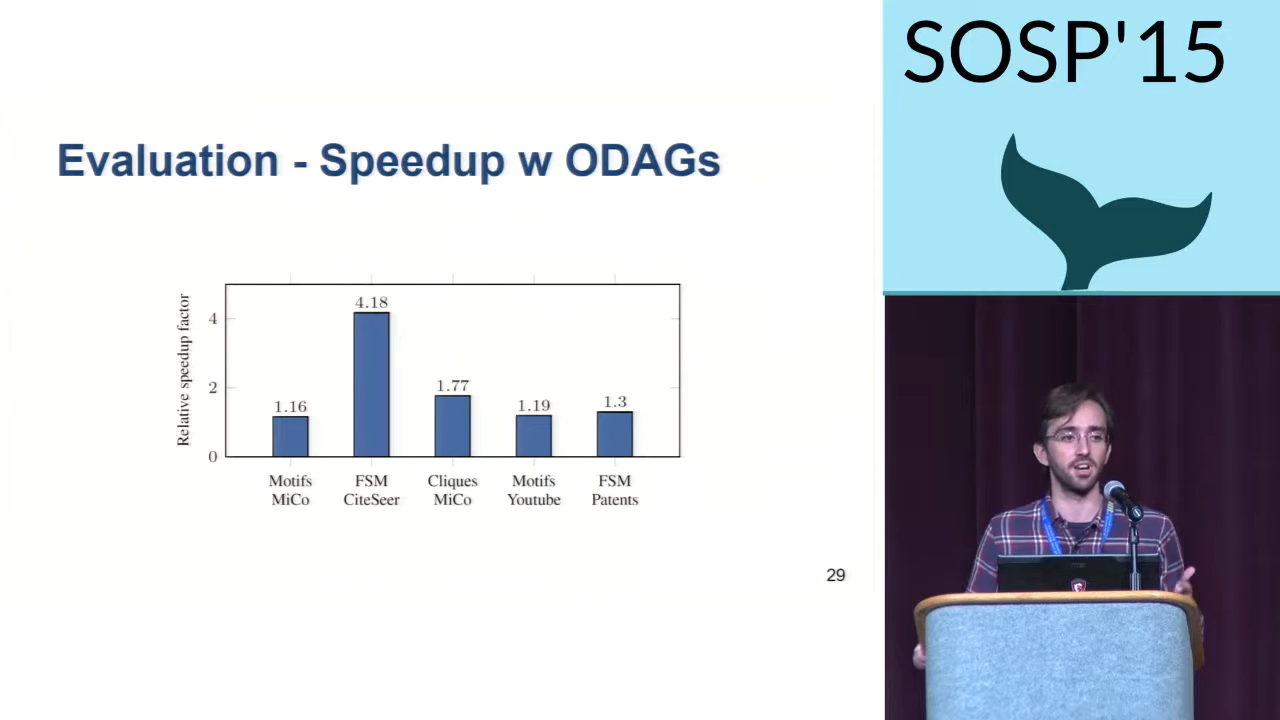 SOSP'15
Evaluation - Speedup w ODAGs
Relative speedup factor
4
2
0
1.16
4.18
1.77
1.19
1.3
Motifs
MiCo
FSM
CiteSeer
Cliques
MiCo
Motifs
Youtube
FSM
Patents
29